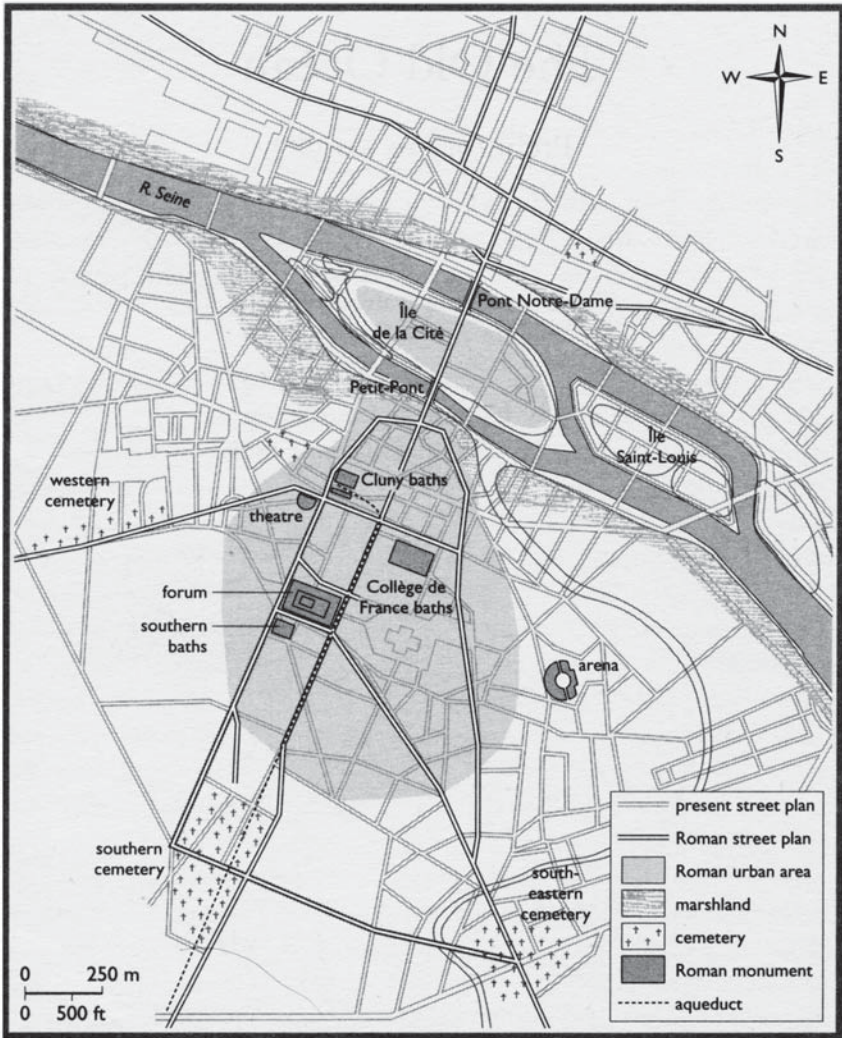 N
W E
S
R. Seine
Pont Notre-Dame
Île
de la Cité
Petit-Pont
Île
Saint-Louis
western
cemetery
Cluny baths
theatre
forum
Collège de
France baths
southern
baths
arena
southern
cemetery
south-
eastern
cemetery
present street plan
Roman street plan
Roman urban area
marshland
cemetery
Roman monument
aqueduct
0 250 m
0 500 ft